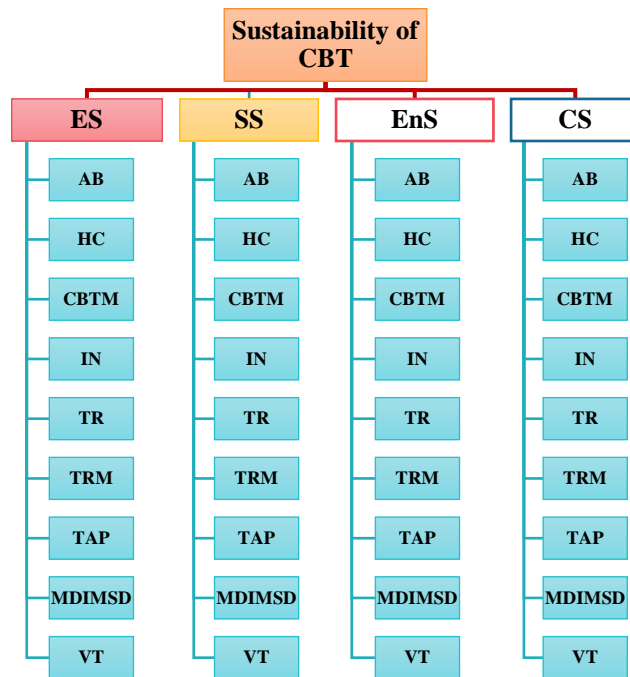 Sustainability of
CBT
ES
SS
EnS
CS
AB
AB
AB
AB
HC
HC
HC
HC
CBTM
CBTM
CBTM
CBTM
IN
IN
IN
IN
TR
TR
TR
TR
TRM
TRM
TRM
TRM
TAP
TAP
TAP
TAP
MDIMSD
MDIMSD
MDIMSD
MDIMSD
VT
VT
VT
VT